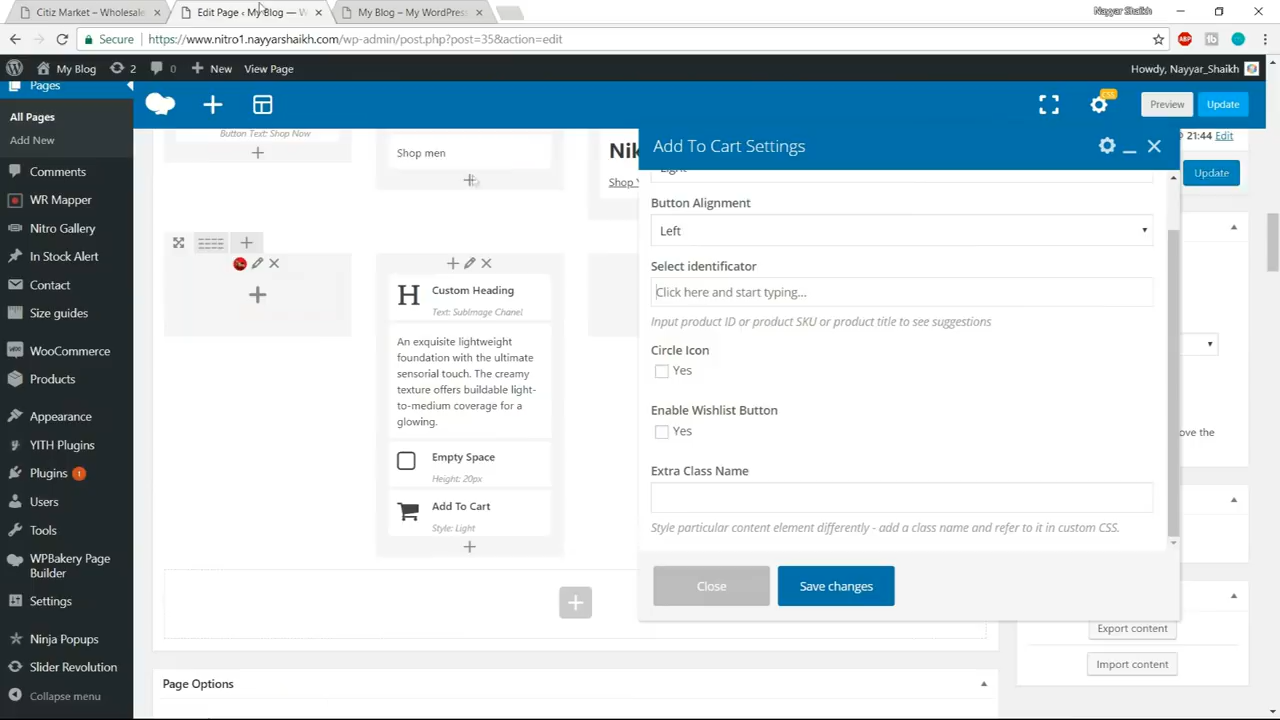 Citiz Market – Wholesale
Edit Page ‹ My Blog — W
My Blog – My WordPress
Nayyar Shaikh
Secure
https://www.nitro1.nayyarshaikh.com/wp-admin/post.php?post=35&action=edit
ABP
My Blog
2
0
New
View Page
Howdy, Nayyar_Shaikh
Pages
All Pages
Add New
Comments
WR Mapper
Nitro Gallery
In Stock Alert
Contact
Size guides
WooCommerce
Products
Appearance
YITH Plugins
Plugins 1
Users
Tools
WPBakery Page
Builder
Settings
Ninja Popups
Slider Revolution
Collapse menu
CSS
Preview
Update
21:44 Edit
Update
Button Text: Shop Now
Shop men
Nik
Shop Y
Custom Heading
Text: SubImage Chanel
An exquisite lightweight
foundation with the ultimate
sensorial touch. The creamy
texture offers buildable light-
to-medium coverage for a
glowing.
Empty Space
Height: 20px
Add To Cart
Style: Light
Add To Cart Settings
Light
Button Alignment
Left
Select identificator
Click here and start typing...
Input product ID or product SKU or product title to see suggestions
Circle Icon
Yes
Enable Wishlist Button
Yes
Extra Class Name
Style particular content element differently - add a class name and refer to it in custom CSS.
Close
Save changes
ove the
Export content
Import content
Page Options